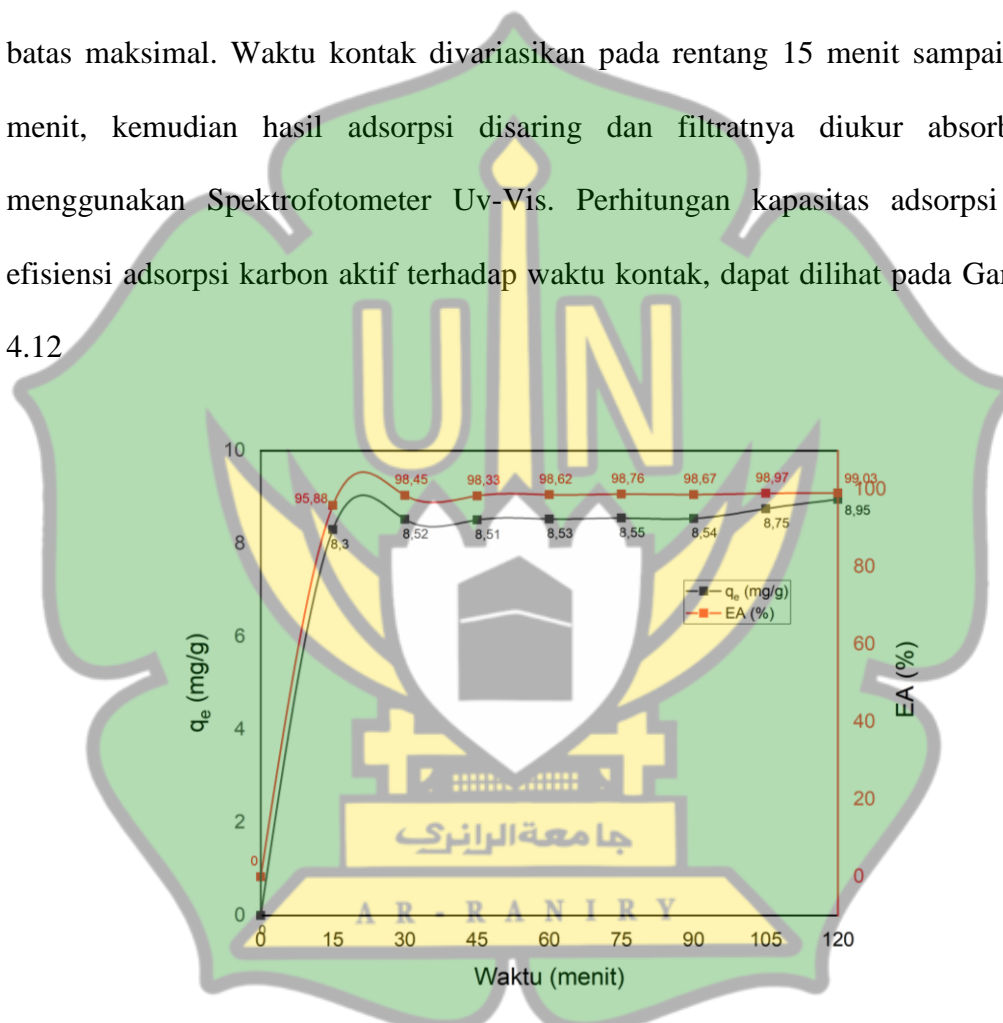 batas maksimal. Waktu kontak divariasikan pada rentang 15 menit sampai
menit, kemudian hasil adsorpsi disaring dan filtratnya diukur absorb
menggunakan Spektrofotometer Uv-Vis. Perhitungan kapasitas adsorpsi
efisiensi adsorpsi karbon aktif terhadap waktu kontak, dapat dilihat pada Gam
4.12
UIN
10
8
6
4
2
0
qe (mg/g)
95,88
98,45
98,33
98,62
98,76
98,67
98,97
99,03
0
8,3
8,52
8,51
8,53
8,55
8,54
8,75
8,95
qe (mg/g)
EA (%)
100
80
60
40
20
0
EA (%)
جامعةالرانري
AR-RANIRY
0 15 30 45 60 75 90 105 120
Waktu (menit)